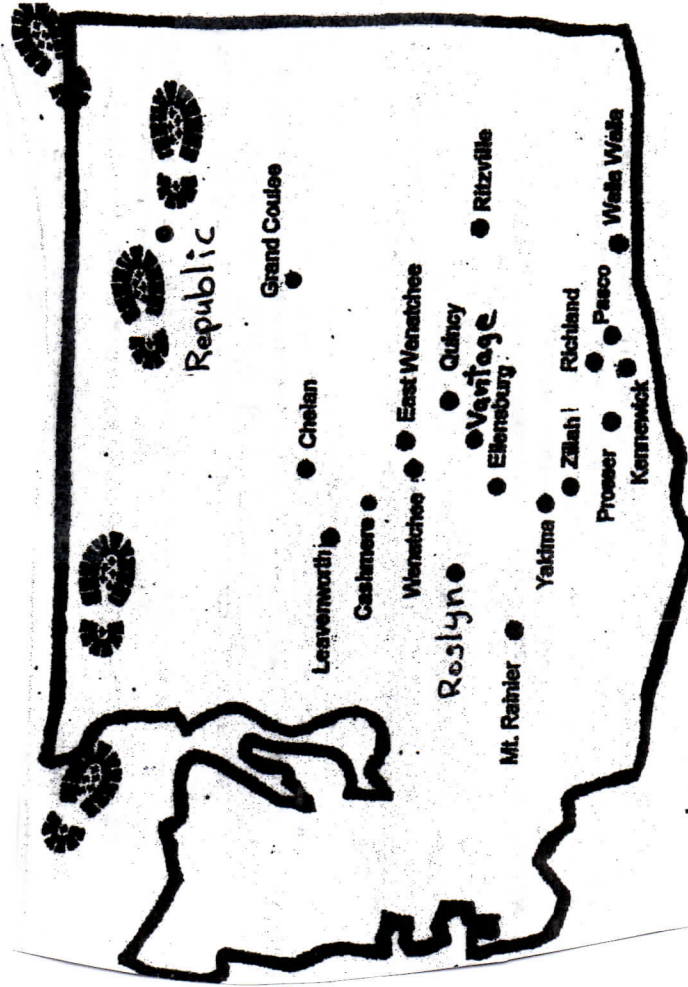 Republic
Grand Coulee
Chelan
Leavenworth
Cashmere
East Wenatchee
Wenatchee
Quincy
Ritzville
Vantage
Roslyn
Ellensburg
Mt. Rainier
Yakima
Zillah!
Richland
Pasco
Walla Walla
Prosser
Kennewick